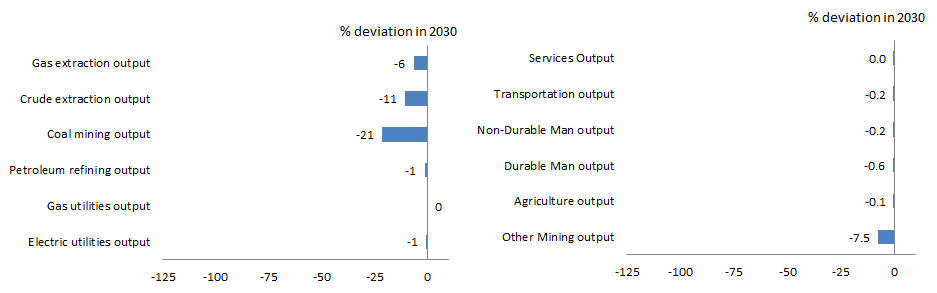 % deviation in 2030
Gas extraction output
-6
Crude extraction output
-11
Coal mining output
-21
Petroleum refining output
-1
Gas utilities output
0
Electric utilities output
-1
-125 -100 -75 -50 -25 0
% deviation in 2030
Services Output
0.0
Transportation output
-0.2
Non-Durable Man output
-0.2
Durable Man output
-0.6
Agriculture output
-0.1
Other Mining output
-7.5
-125 -100 -75 -50 -25 0